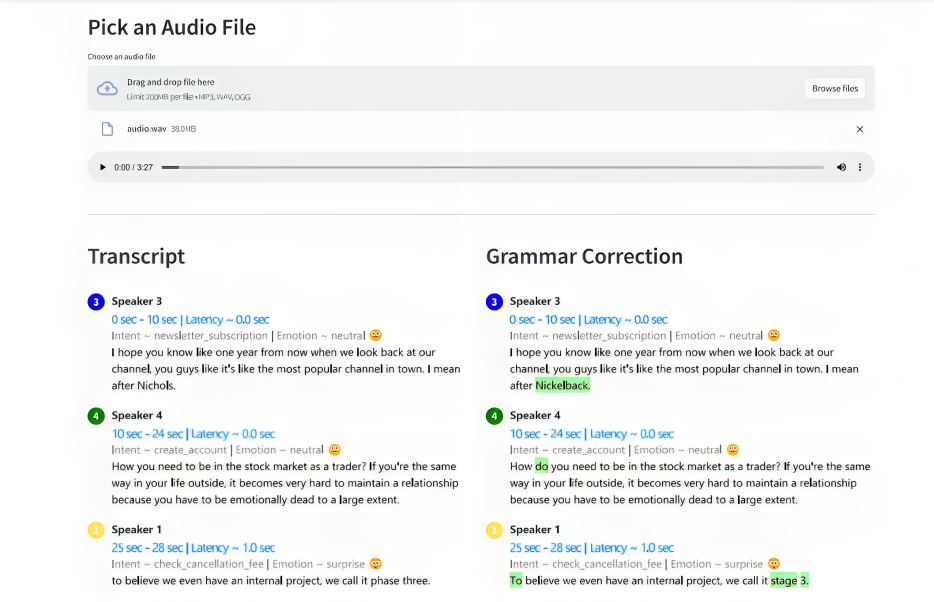 Pick an Audio File
Choose an audio file
Drag and drop file here
Limit 200MB per file • MP3, WAV, OGG
Browse files
audio.wav 38.0MB
0:00 / 3:27
Transcript
3 Speaker 3
0 sec - 10 sec | Latency ~ 0.0 sec
Intent ~ newsletter_subscription | Emotion ~ neutral 😐
I hope you know like one year from now when we look back at our
channel, you guys like it's like the most popular channel in town. I mean
after Nichols.
4 Speaker 4
10 sec - 24 sec | Latency ~ 0.0 sec
Intent ~ create_account | Emotion ~ neutral 😐
How you need to be in the stock market as a trader? If you're the same
way in your life outside, it becomes very hard to maintain a relationship
because you have to be emotionally dead to a large extent.
1 Speaker 1
25 sec - 28 sec | Latency ~ 1.0 sec
Intent ~ check_cancellation_fee | Emotion ~ surprise 😳
to believe we even have an internal project, we call it phase three.
Grammar Correction
3 Speaker 3
0 sec - 10 sec | Latency ~ 0.0 sec
Intent ~ newsletter_subscription | Emotion ~ neutral 😐
I hope you know like one year from now when we look back at our
channel, you guys like it's like the most popular channel in town. I mean
after Nickelback.
4 Speaker 4
10 sec - 24 sec | Latency ~ 0.0 sec
Intent ~ create_account | Emotion ~ neutral 😐
How do you need to be in the stock market as a trader? If you're the same
way in your life outside, it becomes very hard to maintain a relationship
because you have to be emotionally dead to a large extent.
1 Speaker 1
25 sec - 28 sec | Latency ~ 1.0 sec
Intent ~ check_cancellation_fee | Emotion ~ surprise 😳
To believe we even have an internal project, we call it stage 3.